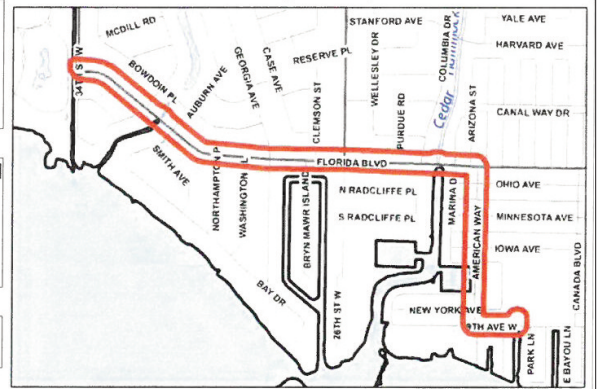 STANFORD AVE
YALE AVE
MCDILL RD
COLUMBIA DR
HARVARD AVE
RESERVE PL
CASE AVE
GEORGIA AVE
WELLESLEY DR
BOWDOIN PL
AUBURN AVE
34TH ST W
CLEMSON ST
PURDUE RD
Cedar Hammock
ARIZONA ST
CANAL WAY DR
SMITH AVE
FLORIDA BLVD
NORTHAMPTON P
WASHINGTON
BRYN MAWR ISLAND
N RADCLIFFE PL
MARINA D
OHIO AVE
S RADCLIFFE PL
AMERICAN WAY
MINNESOTA AVE
IOWA AVE
CANADA BLVD
BAY DR
26TH ST W
NEW YORK AVE
9TH AVE W
PARK LN
E BAYOU LN